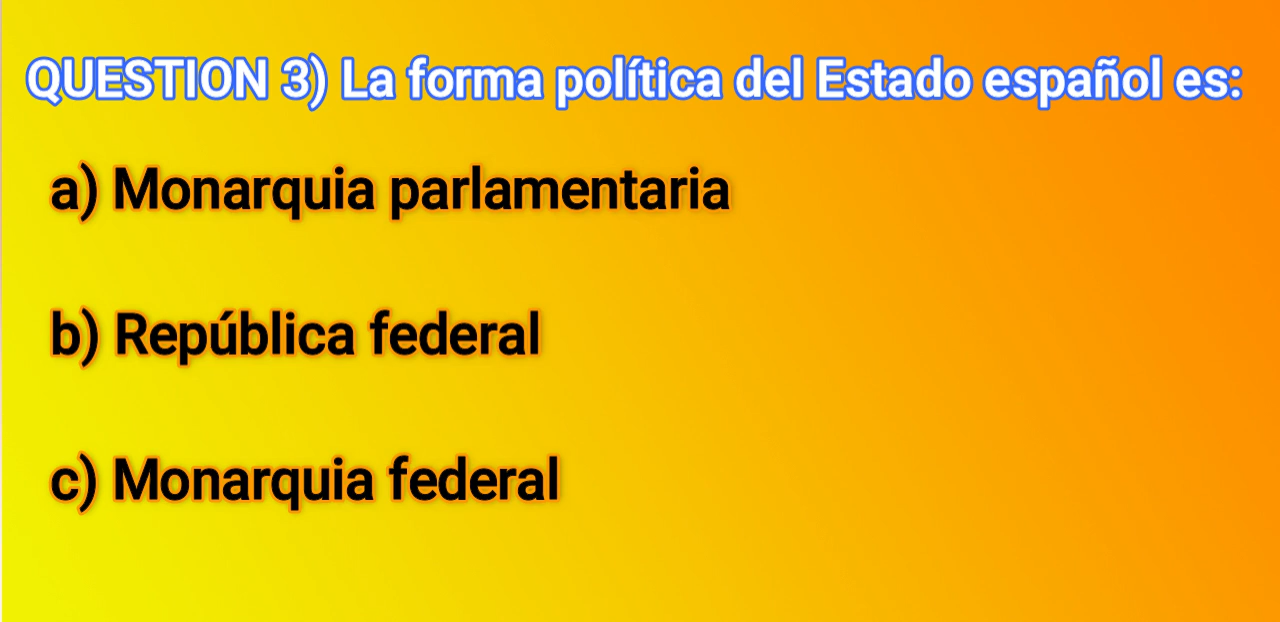 QUESTION 3) La forma política del Estado español es:
a) Monarquia parlamentaria
b) República federal
c) Monarquia federal